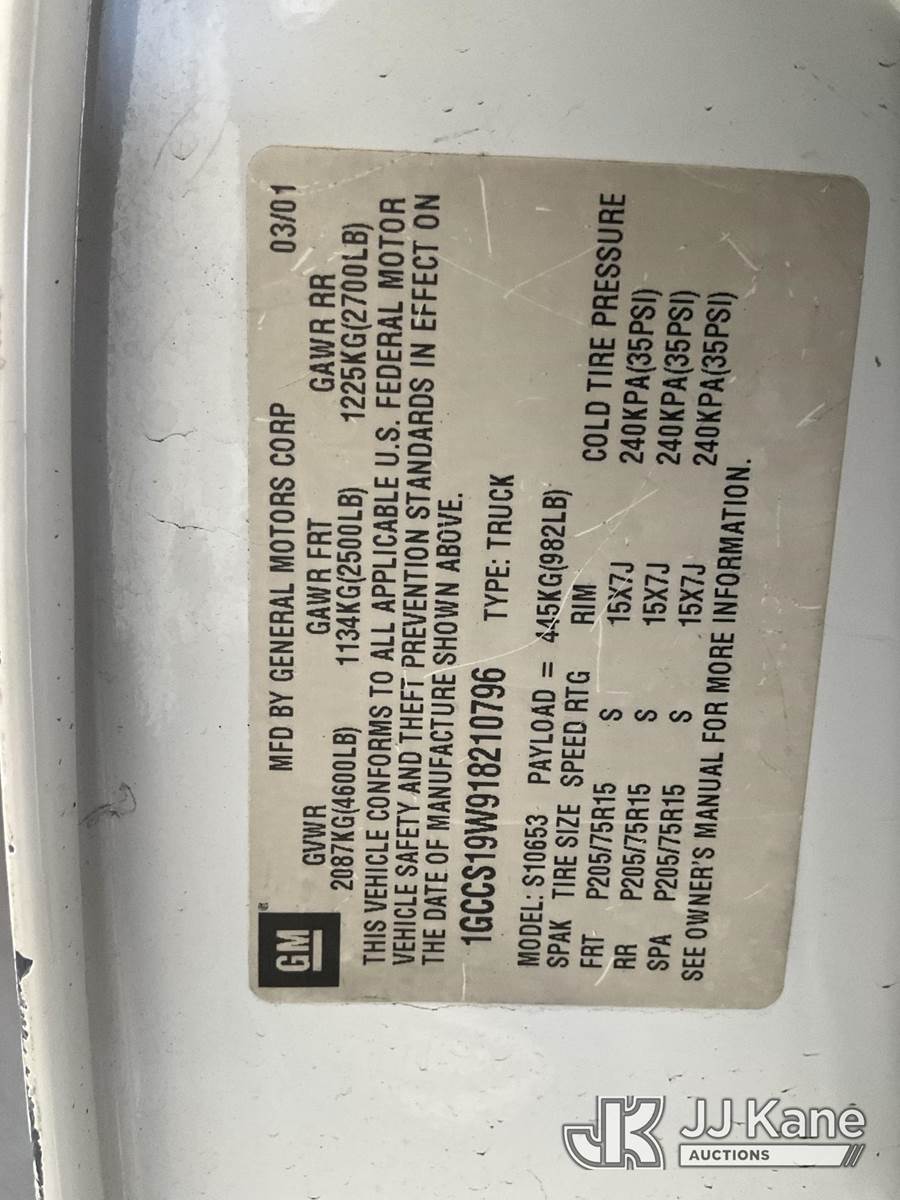 GM
MFD BY GENERAL MOTORS CORP 03/01
GVWR GAWR FRT GAWR RR
2087KG(4600LB) 1134KG(2500LB) 1225KG(2700LB)
THIS VEHICLE CONFORMS TO ALL APPLICABLE U.S. FEDERAL MOTOR
VEHICLE SAFETY AND THEFT PREVENTION STANDARDS IN EFFECT ON
THE DATE OF MANUFACTURE SHOWN ABOVE.
1GCCS19W918210796 TYPE: TRUCK
MODEL: S10653 PAYLOAD = 445KG(982LB)
SPAK TIRE SIZE SPEED RTG RIM COLD TIRE PRESSURE
FRT P205/75R15 S 15X7J 240KPA(35PSI)
RR P205/75R15 S 15X7J 240KPA(35PSI)
SPA P205/75R15 S 15X7J 240KPA(35PSI)
SEE OWNER'S MANUAL FOR MORE INFORMATION.
JK JJ Kane
AUCTIONS